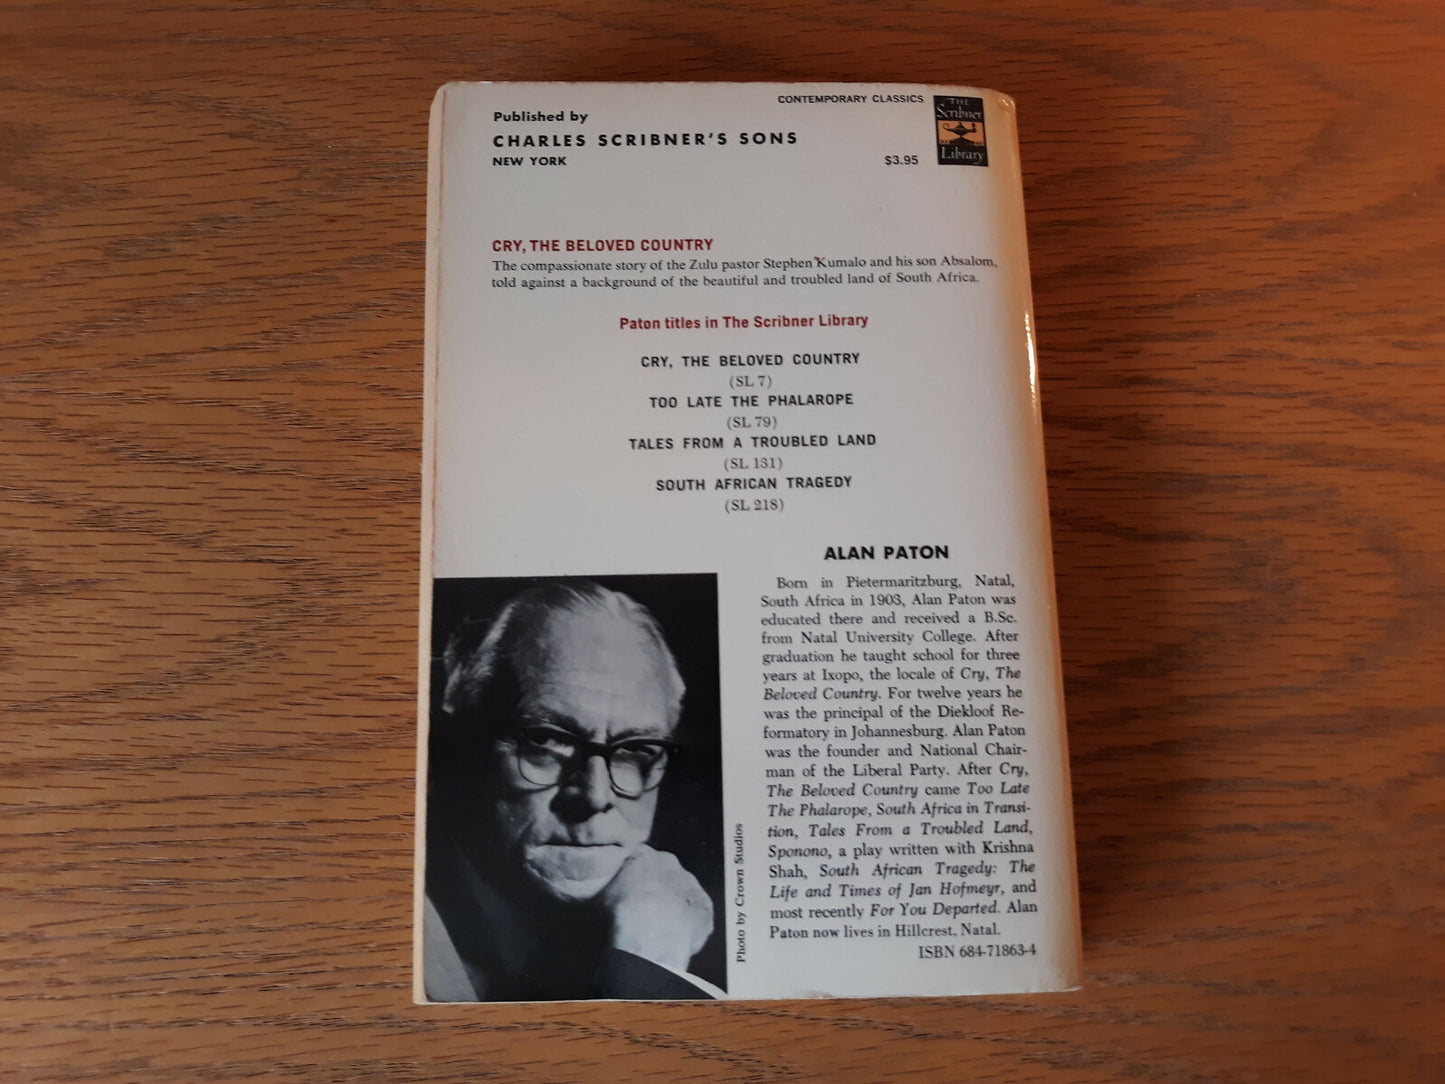 CONTEMPORARY CLASSICS
THE
Scribner
Library
Published by
CHARLES SCRIBNER'S SONS
NEW YORK
$3.95
CRY, THE BELOVED COUNTRY
The compassionate story of the Zulu pastor Stephen Kumalo and his son Absalom,
told against a background of the beautiful and troubled land of South Africa.
Paton titles in The Scribner Library
CRY, THE BELOVED COUNTRY
(SL 7)
TOO LATE THE PHALAROPE
(SL 79)
TALES FROM A TROUBLED LAND
(SL 131)
SOUTH AFRICAN TRAGEDY
(SL 218)
ALAN PATON
Born in Pietermaritzburg, Natal,
South Africa in 1903, Alan Paton was
educated there and received a B.Sc.
from Natal University College. After
graduation he taught school for three
years at Ixopo, the locale of Cry, The
Beloved Country. For twelve years he
was the principal of the Diekloof Re-
formatory in Johannesburg. Alan Paton
was the founder and National Chair-
man of the Liberal Party. After Cry,
The Beloved Country came Too Late
The Phalarope, South Africa in Transi-
tion, Tales From a Troubled Land,
Sponono, a play written with Krishna
Shah, South African Tragedy: The
Life and Times of Jan Hofmeyr, and
most recently For You Departed. Alan
Paton now lives in Hillcrest, Natal.
ISBN 684-71863-4
Photo by Crown Studios